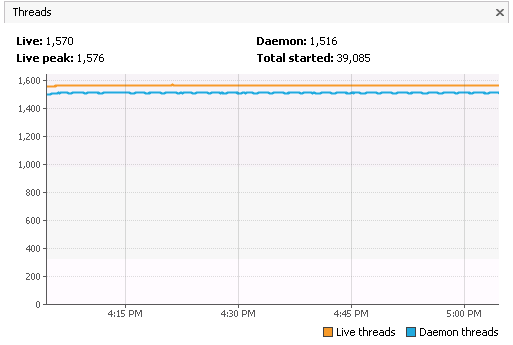 Threads
Live: 1,570 Daemon: 1,516
Live peak: 1,576 Total started: 39,085
1,600
1,400
1,200
1,000
800
600
400
200
0
4:15 PM 4:30 PM 4:45 PM 5:00 PM
Live threads Daemon threads